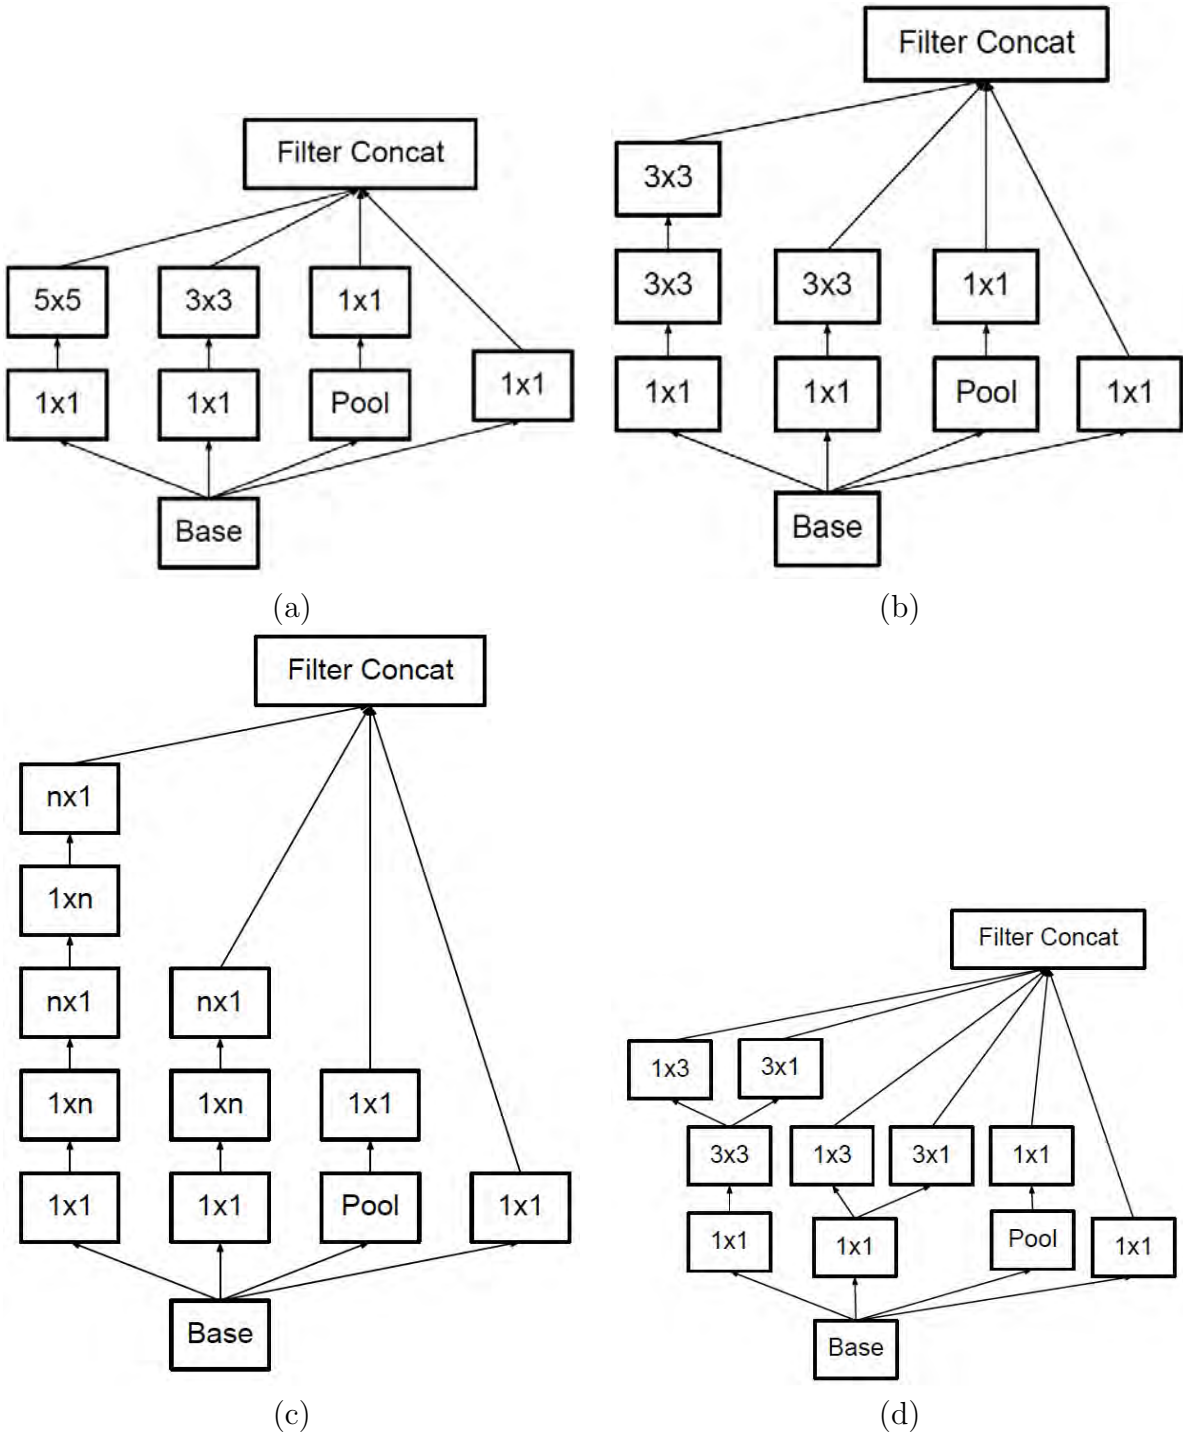 Filter Concat
5x5 3x3 1x1
1x1 1x1 Pool 1x1
Base
(a)
Filter Concat
3x3
3x3 3x3 1x1
1x1 1x1 Pool 1x1
Base
(b)
Filter Concat
nx1
1xn
nx1 nx1
1xn 1xn 1x1
1x1 1x1 Pool 1x1
Base
(c)
Filter Concat
1x3 3x1
3x3 1x3 3x1 1x1
1x1 1x1 Pool 1x1
Base
(d)